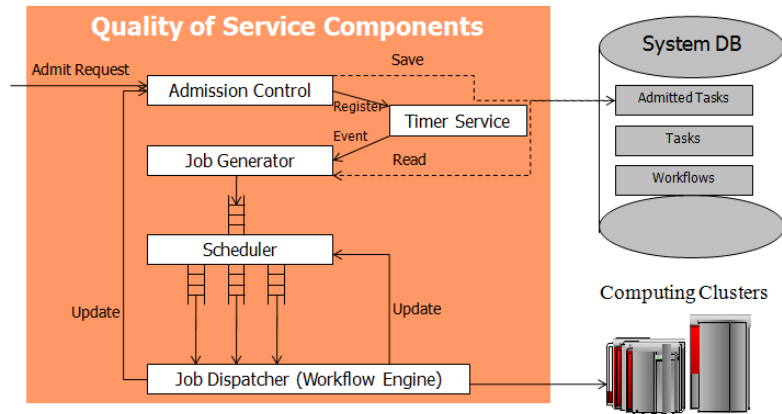 Quality of Service Components
System DB
Admit Request
Save
Admission Control
Admitted Tasks
Register
Timer Service
Event
Tasks
Job Generator
Read
Workflows
Scheduler
Computing Clusters
Update
Update
Job Dispatcher (Workflow Engine)